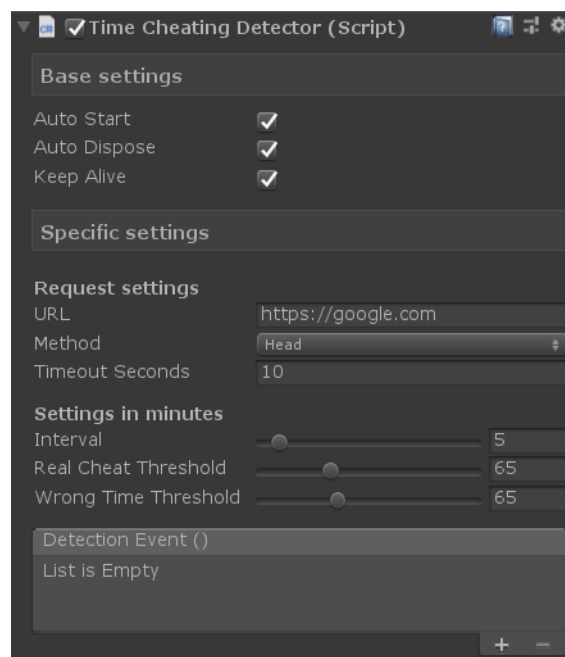 Time Cheating Detector (Script)
Base settings
Auto Start
Auto Dispose
Keep Alive
Specific settings
Request settings
URL https://google.com
Method Head
Timeout Seconds 10
Settings in minutes
Interval 5
Real Cheat Threshold 65
Wrong Time Threshold 65
Detection Event ()
List is Empty